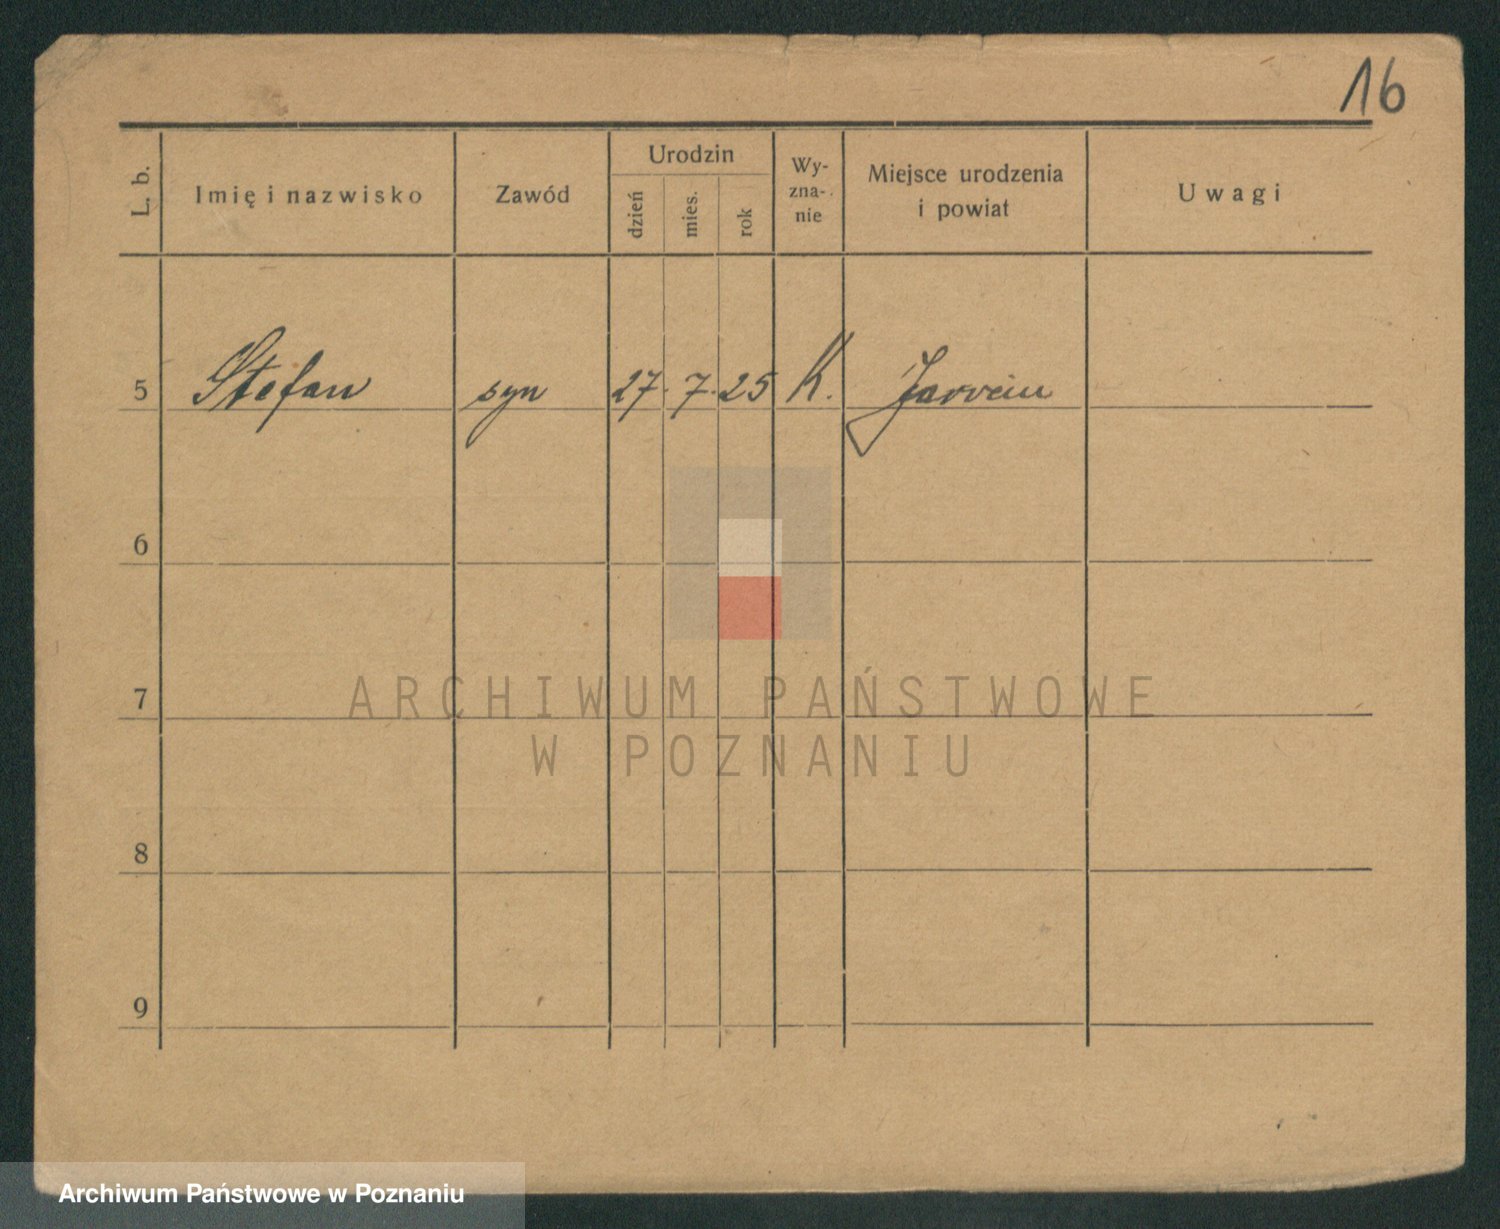 16
L. b.
Imię i nazwisko
Zawód
Urodzin
dzień
mies.
rok
Wy-
zna-
nie
Miejsce urodzenia
i powiat
Uwagi
5 Stefan syn 27. 7. 25 K.
6
7
8
9
ARCHIWUM PAŃSTWOWE
W POZNANIU
Archiwum Państwowe w Poznaniu